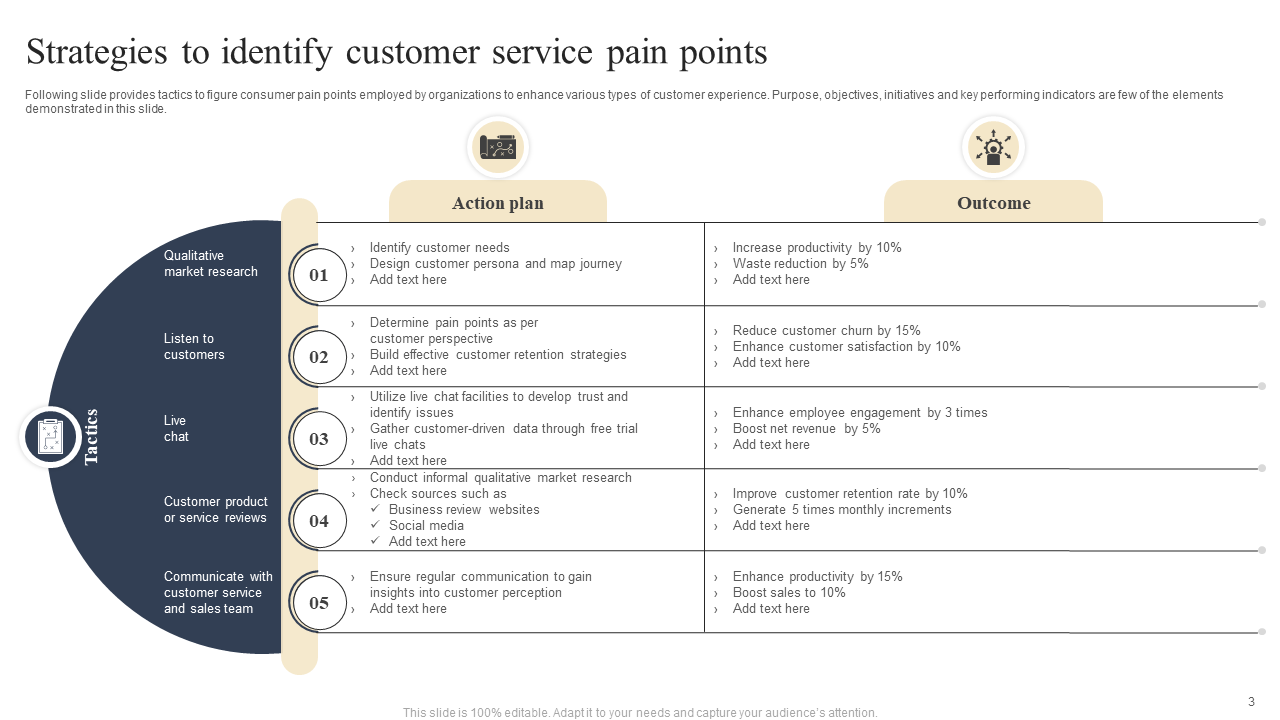 Strategies to identify customer service pain points
Following slide provides tactics to figure consumer pain points employed by organizations to enhance various types of customer experience. Purpose, objectives, initiatives and key performing indicators are few of the elements
demonstrated in this slide.
Action plan
Outcome
Tactics
Qualitative
market research
01
› Identify customer needs
› Design customer persona and map journey
› Add text here
› Increase productivity by 10%
› Waste reduction by 5%
› Add text here
Listen to
customers
02
› Determine pain points as per
customer perspective
› Build effective customer retention strategies
› Add text here
› Reduce customer churn by 15%
› Enhance customer satisfaction by 10%
› Add text here
Live
chat
03
› Utilize live chat facilities to develop trust and
identify issues
› Gather customer-driven data through free trial
live chats
› Add text here
› Enhance employee engagement by 3 times
› Boost net revenue by 5%
› Add text here
Customer product
or service reviews
04
› Conduct informal qualitative market research
› Check sources such as
✓ Business review websites
✓ Social media
✓ Add text here
› Improve customer retention rate by 10%
› Generate 5 times monthly increments
› Add text here
Communicate with
customer service
and sales team
05
› Ensure regular communication to gain
insights into customer perception
› Add text here
› Enhance productivity by 15%
› Boost sales to 10%
› Add text here
3
This slide is 100% editable. Adapt it to your needs and capture your audience's attention.